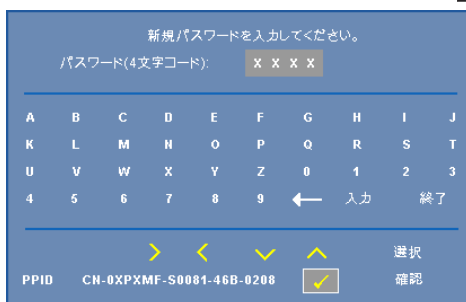 新規パスワードを入力してください。
パスワード(4文字コード): X X X X
A B C D E F G H I J
K L M N O P Q R S T
U V W X Y Z 0 1 2 3
4 5 6 7 8 9 ← 入力 終了
選択
PPID CN-0XPXMF-S0081-46B-0208 ✓ 確認